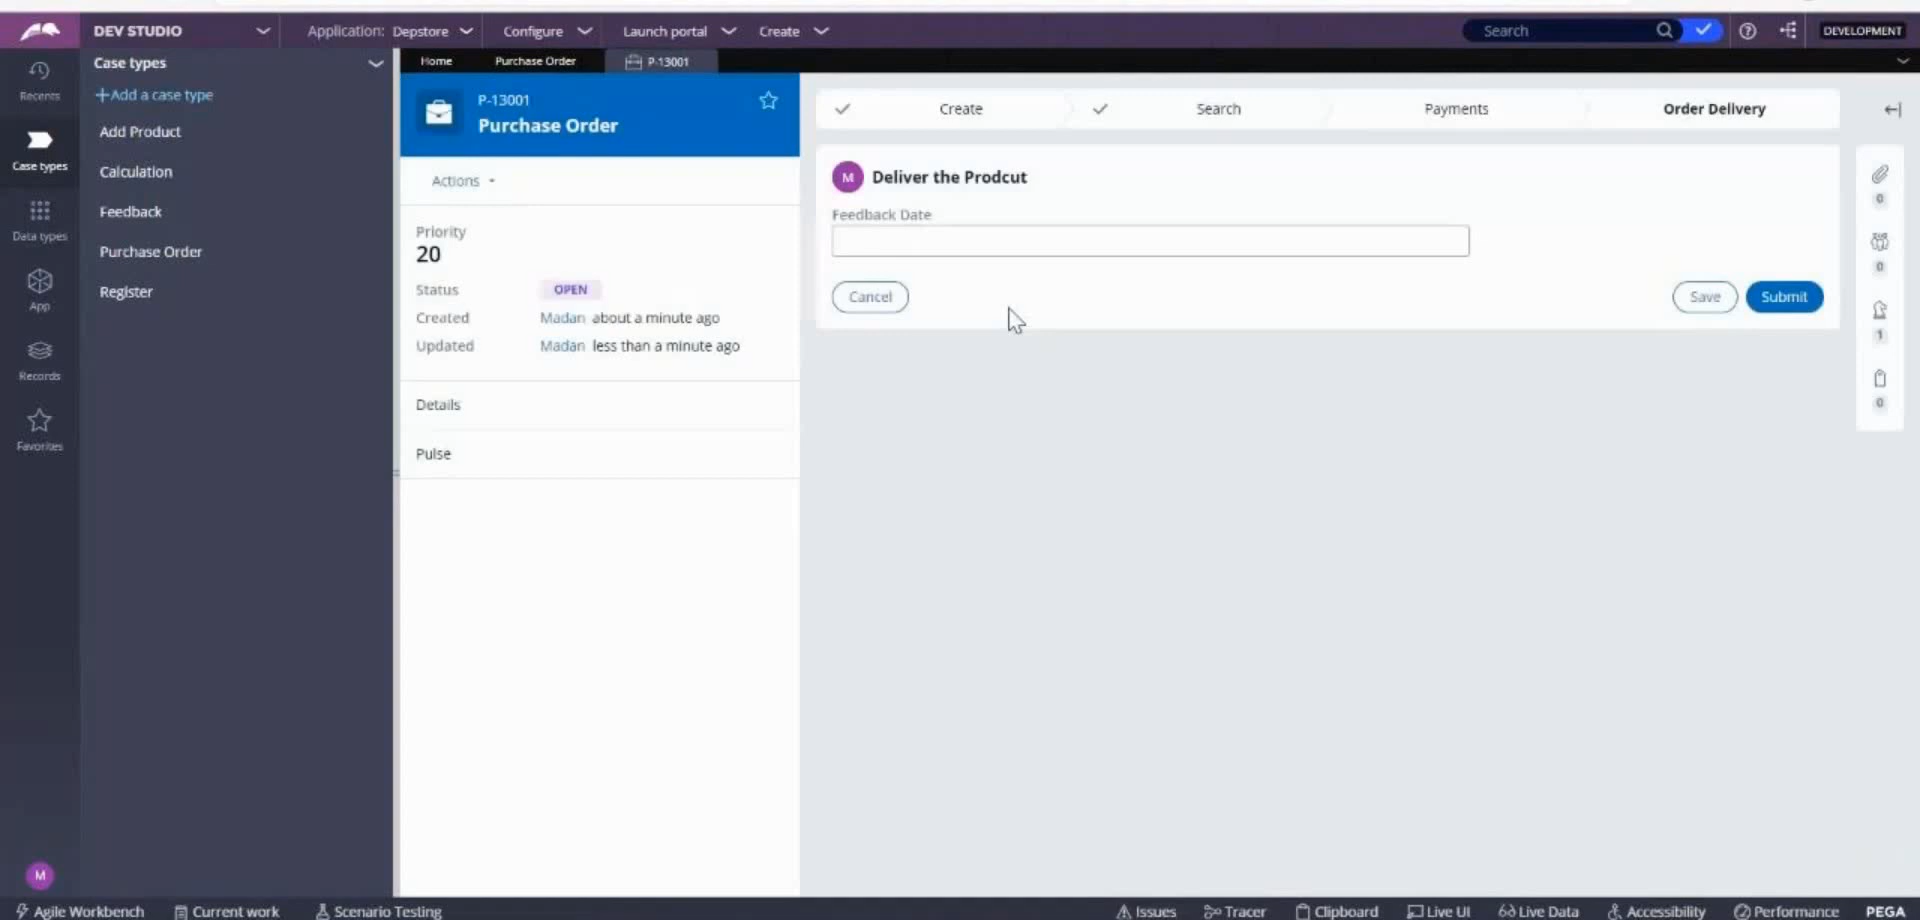 DEV STUDIO
Application: Depstore
Configure
Launch portal
Create
Search
DEVELOPMENT
Recents
Case types
Data types
App
Records
Favorites
M
Case types
+Add a case type
Add Product
Calculation
Feedback
Purchase Order
Register
Home
Purchase Order
P-13001
P-13001
Purchase Order
Actions
Priority
20
Status OPEN
Created Madan about a minute ago
Updated Madan less than a minute ago
Details
Pulse
Create
Search
Payments
Order Delivery
M Deliver the Prodcut
Feedback Date
Cancel
Save
Submit
0
0
1
0
Agile Workbench
Current work
Scenario Testing
Issues
Tracer
Clipboard
Live UI
Live Data
Accessibility
Performance
PEGA